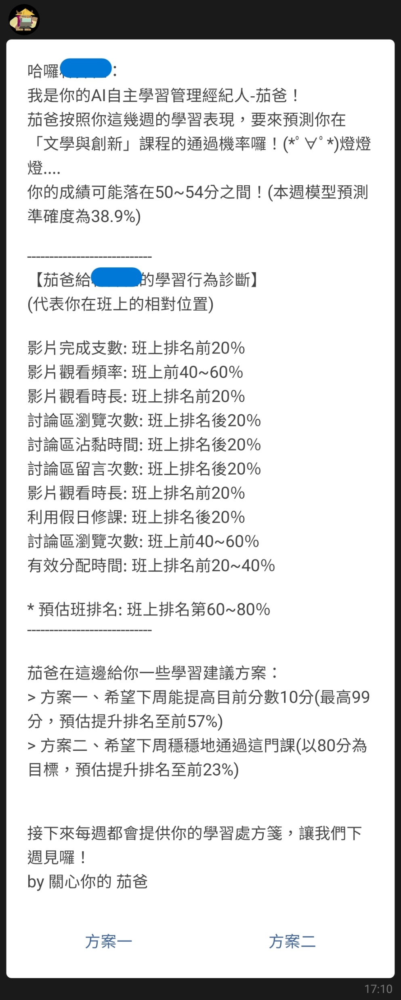 哈囉:
我是你的AI自主學習管理經紀人-茄爸！
茄爸按照你這幾週的學習表現，要來預測你在
「文學與創新」課程的通過機率囉！(*ﾟ∀ﾟ*)燈燈
燈....
你的成績可能落在50~54分之間！(本週模型預測
準確度為38.9%)
----------------------------
【茄爸給的學習行為診斷】
(代表你在班上的相對位置)
影片完成支數: 班上排名前20%
影片觀看頻率: 班上前40~60%
影片觀看時長: 班上排名前20%
討論區瀏覽次數: 班上排名後20%
討論區沾黏時間: 班上排名後20%
討論區留言次數: 班上排名後20%
影片觀看時長: 班上排名前20%
利用假日修課: 班上排名後20%
討論區瀏覽次數: 班上前40~60%
有效分配時間: 班上排名前20~40%
* 預估班排名: 班上排名第60~80%
----------------------------
茄爸在這邊給你一些學習建議方案：
> 方案一、希望下周能提高目前分數10分(最高99
分，預估提升排名至前57%)
> 方案二、希望下周穩穩地通過這門課(以80分為
目標，預估提升排名至前23%)
接下來每週都會提供你的學習處方箋，讓我們下
週見囉！
by 關心你的 茄爸
方案一
方案二
17:10